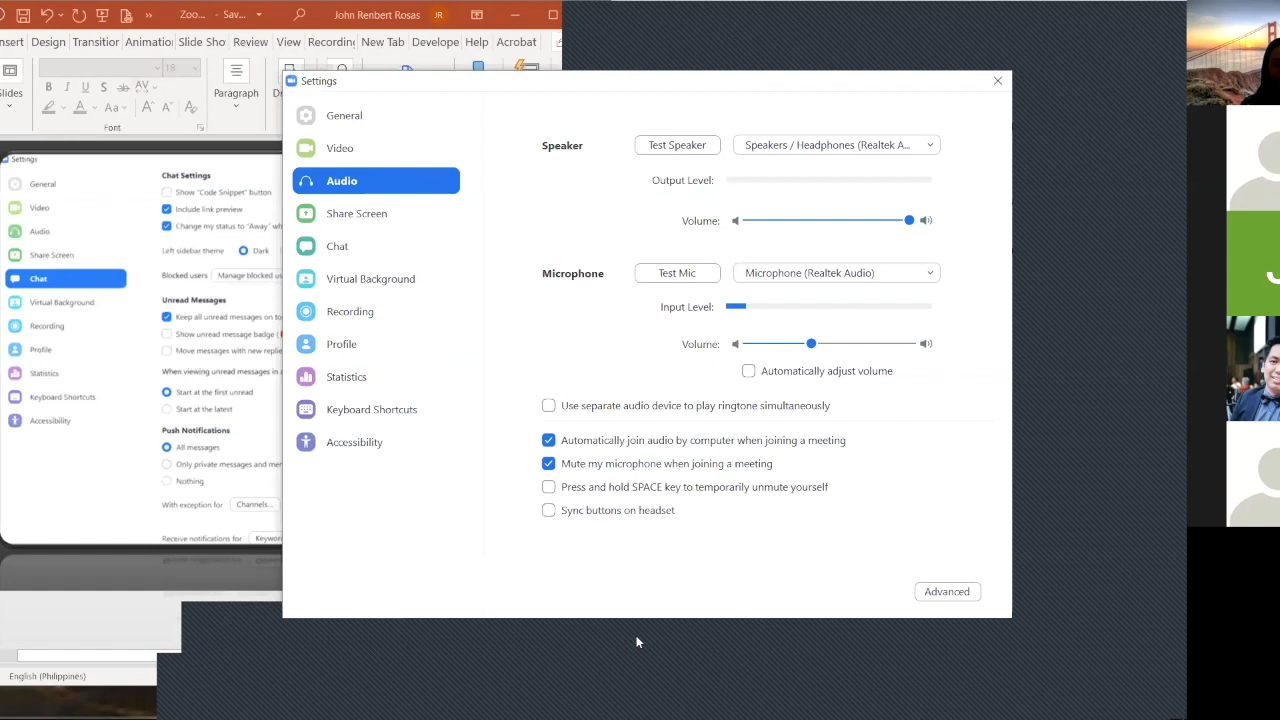 Zoo... - Sav...
John Renbert Rosas
JR
nsert Design Transitior Animatio Slide Sho Review View Recording New Tab Develope Help Acrobat
18
Slides
B I U S ab AV
Aa A A A
Paragraph
Font
Settings
General
Video
Audio
Share Screen
Chat
Virtual Background
Recording
Profile
Statistics
Keyboard Shortcuts
Accessibility
Chat Settings
Show "Code Snippet" button
Include link preview
Change my status to "Away" wh
Left sidebar theme Dark
Blocked users Manage blocked us
Unread Messages
Keep all unread messages on to
Show unread message badge (
Move messages with new replie
When viewing unread messages in a
Start at the first unread
Start at the latest
Push Notifications
All messages
Only private messages and men
Nothing
With exception for Channels...
Receive notifications for Keywor
English (Philippines)
Settings
General
Video
Audio
Share Screen
Chat
Virtual Background
Recording
Profile
Statistics
Keyboard Shortcuts
Accessibility
Speaker Test Speaker Speakers / Headphones (Realtek A...
Output Level:
Volume:
Microphone Test Mic Microphone (Realtek Audio)
Input Level:
Volume:
Automatically adjust volume
Use separate audio device to play ringtone simultaneously
Automatically join audio by computer when joining a meeting
Mute my microphone when joining a meeting
Press and hold SPACE key to temporarily unmute yourself
Sync buttons on headset
Advanced